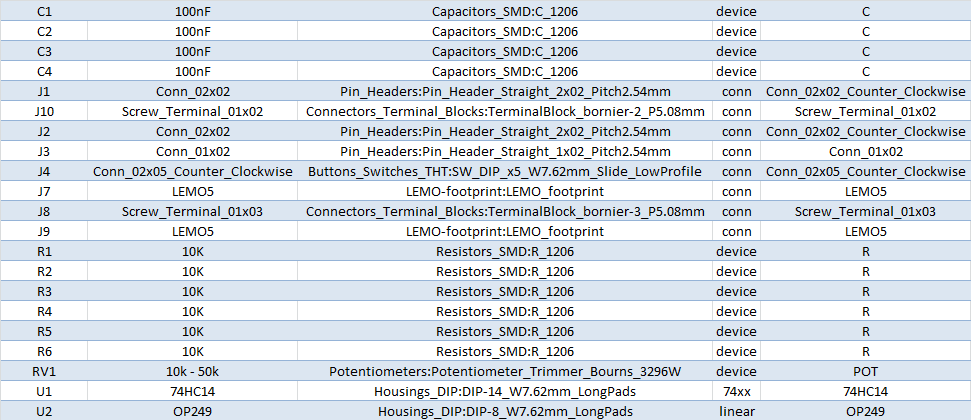 C1 100nF Capacitors_SMD:C_1206 device C
C2 100nF Capacitors_SMD:C_1206 device C
C3 100nF Capacitors_SMD:C_1206 device C
C4 100nF Capacitors_SMD:C_1206 device C
J1 Conn_02x02 Pin_Headers:Pin_Header_Straight_2x02_Pitch2.54mm conn Conn_02x02_Counter_Clockwise
J10 Screw_Terminal_01x02 Connectors_Terminal_Blocks:TerminalBlock_bornier-2_P5.08mm conn Screw_Terminal_01x02
J2 Conn_02x02 Pin_Headers:Pin_Header_Straight_2x02_Pitch2.54mm conn Conn_02x02_Counter_Clockwise
J3 Conn_01x02 Pin_Headers:Pin_Header_Straight_1x02_Pitch2.54mm conn Conn_01x02
J4 Conn_02x05_Counter_Clockwise Buttons_Switches_THT:SW_DIP_x5_W7.62mm_Slide_LowProfile conn Conn_02x05_Counter_Clockwise
J7 LEMO5 LEMO-footprint:LEMO_footprint conn LEMO5
J8 Screw_Terminal_01x03 Connectors_Terminal_Blocks:TerminalBlock_bornier-3_P5.08mm conn Screw_Terminal_01x03
J9 LEMO5 LEMO-footprint:LEMO_footprint conn LEMO5
R1 10K Resistors_SMD:R_1206 device R
R2 10K Resistors_SMD:R_1206 device R
R3 10K Resistors_SMD:R_1206 device R
R4 10K Resistors_SMD:R_1206 device R
R5 10K Resistors_SMD:R_1206 device R
R6 10K Resistors_SMD:R_1206 device R
RV1 10k - 50k Potentiometers:Potentiometer_Trimmer_Bourns_3296W device POT
U1 74HC14 Housings_DIP:DIP-14_W7.62mm_LongPads 74xx 74HC14
U2 OP249 Housings_DIP:DIP-8_W7.62mm_LongPads linear OP249